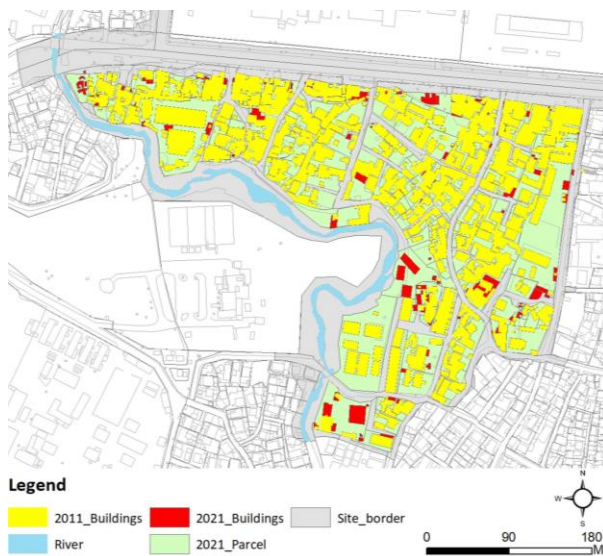 Legend
2011_Buildings 2021_Buildings Site_border
River 2021_Parcel
N
W E
S
0 90 180
M